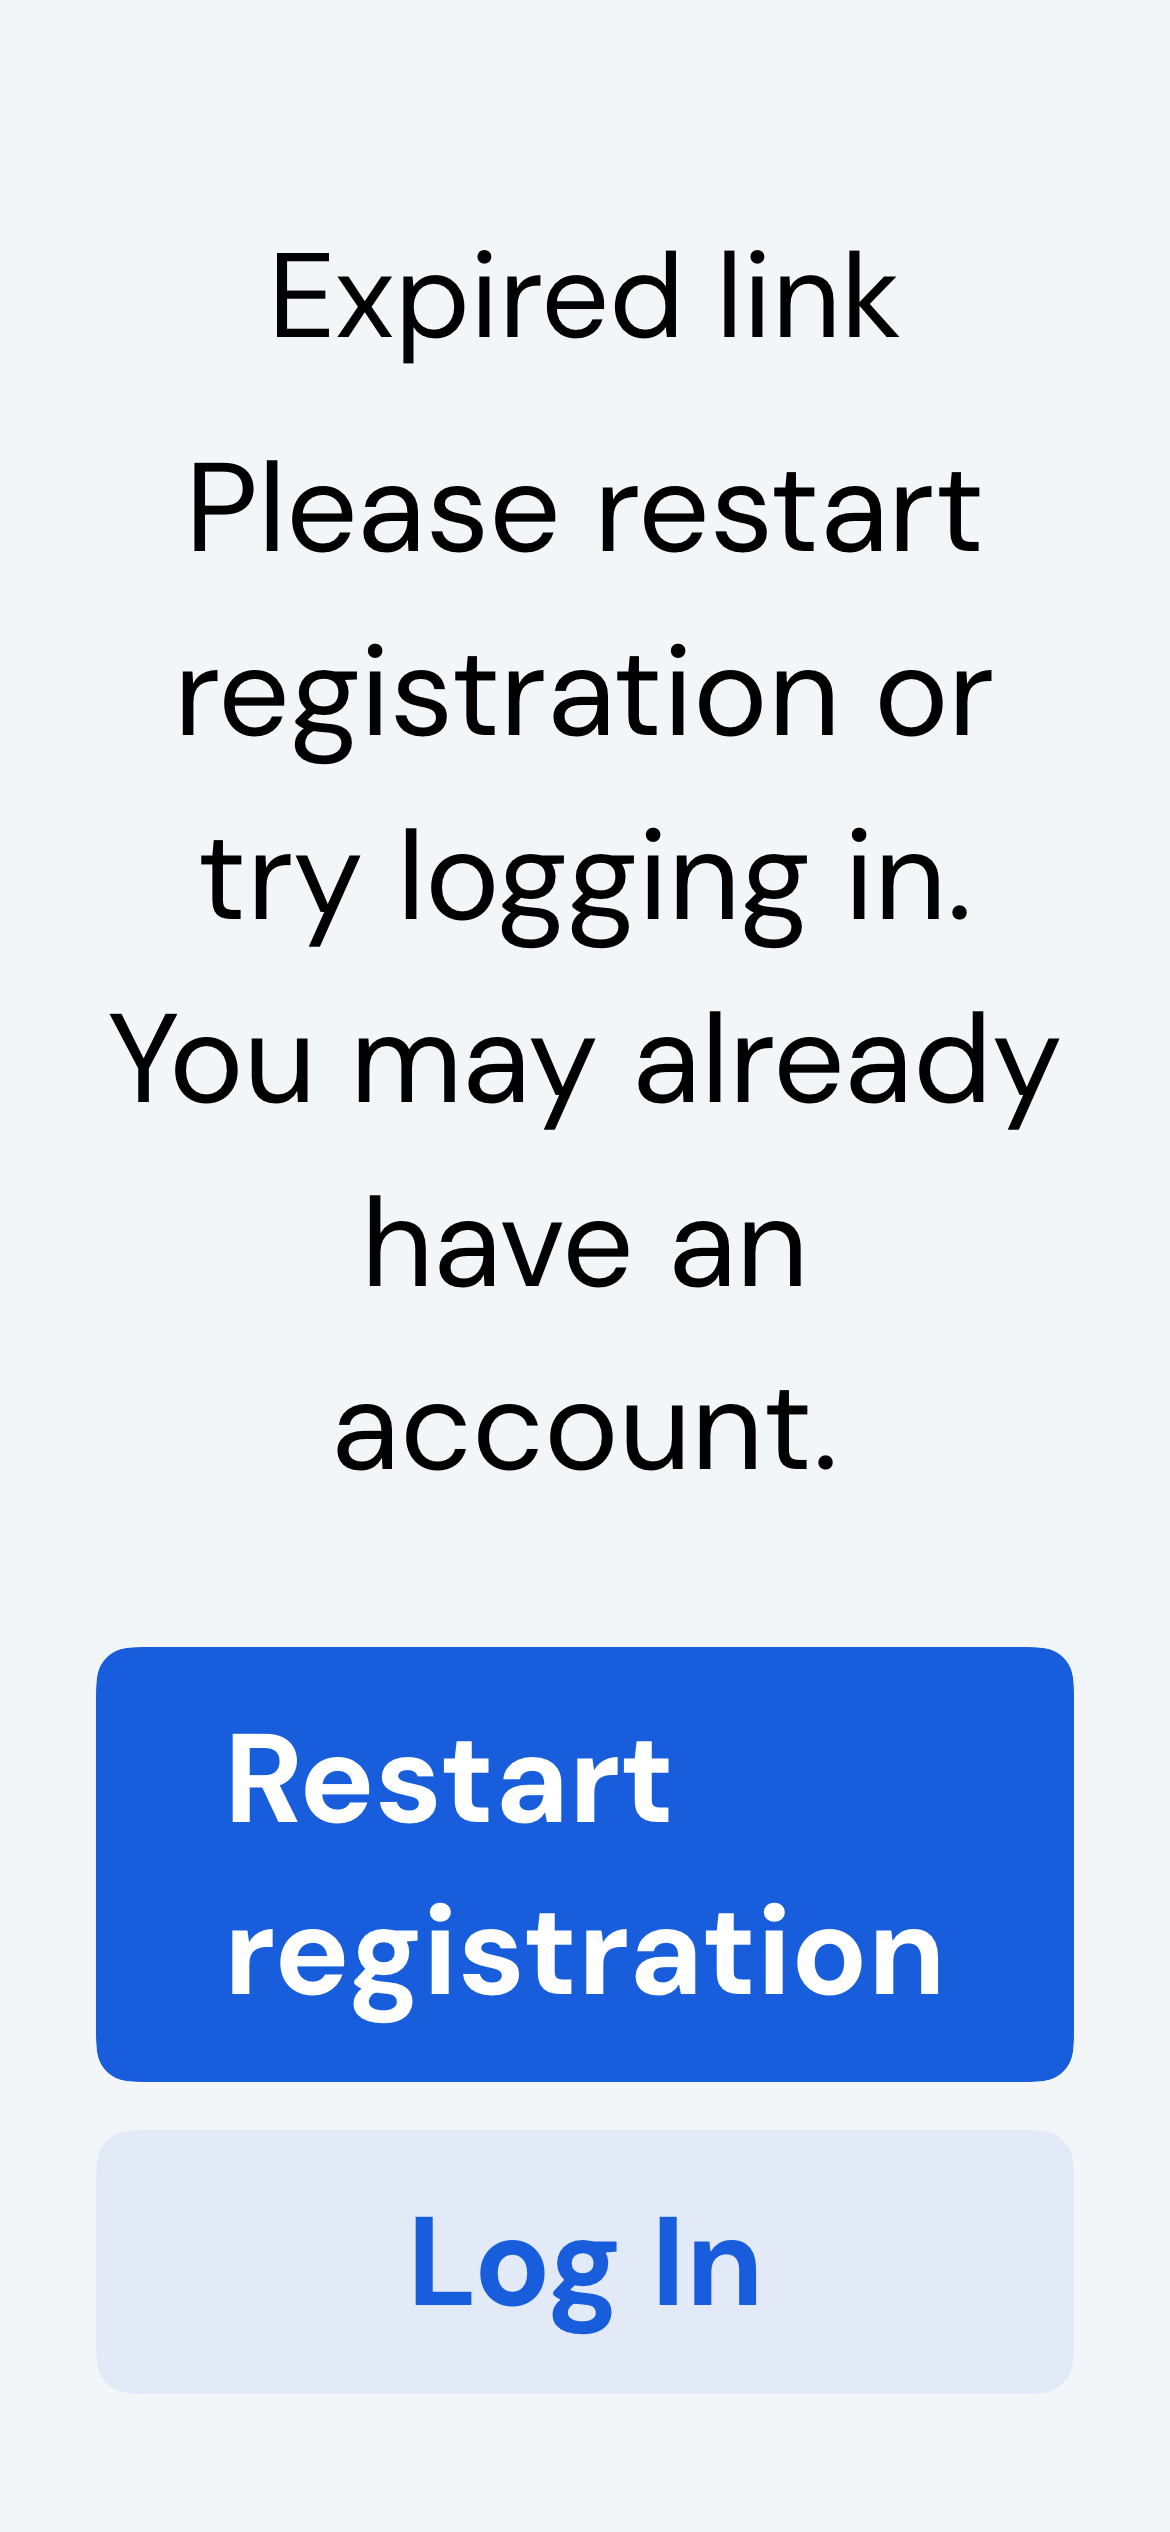 Expired link
Please restart
registration or
try logging in.
You may already
have an
account.
Restart
registration
Log In